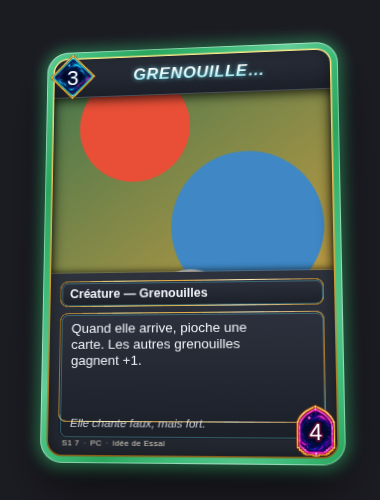 3
GRENOUILLE…
Créature — Grenouilles
Quand elle arrive, pioche une
carte. Les autres grenouilles
gagnent +1.
Elle chante faux, mais fort.
4
S1 7 · PC · Idée de Essai